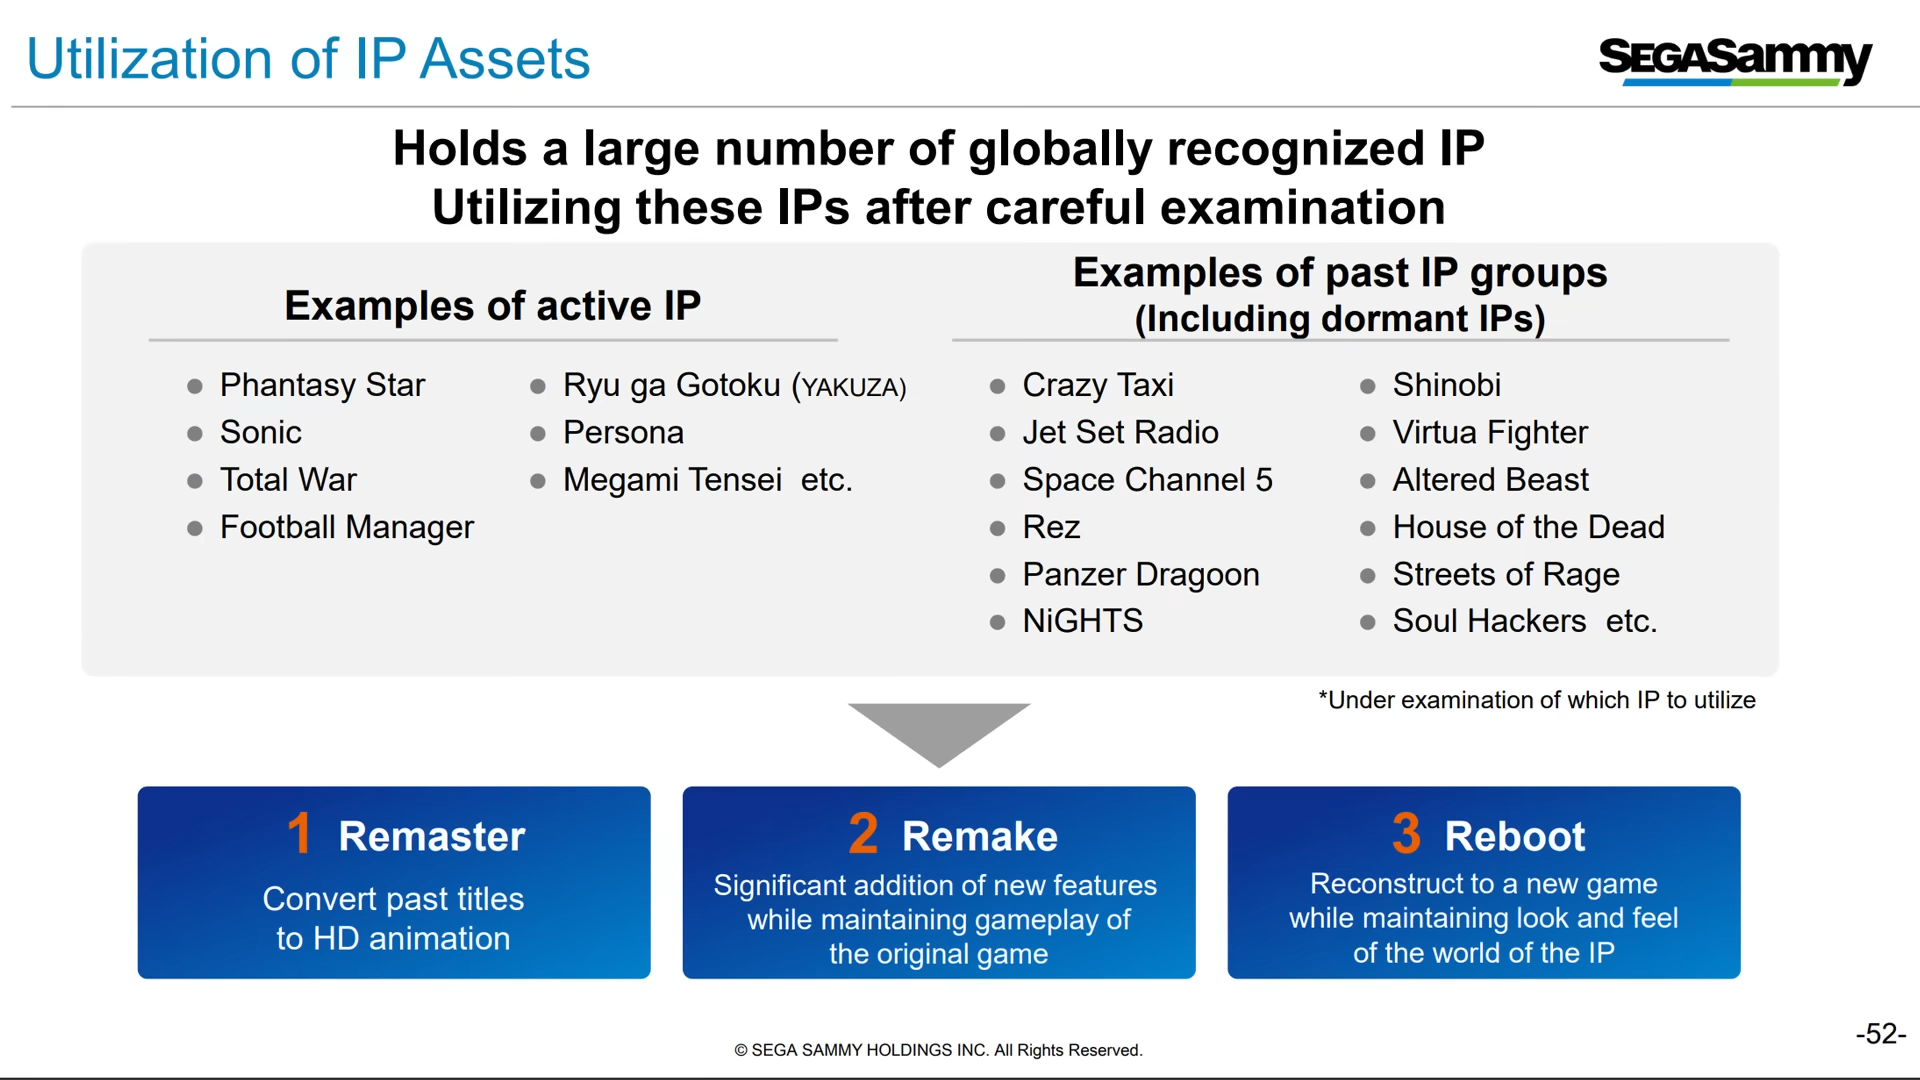 Utilization of IP Assets
SEGASammy
Holds a large number of globally recognized IP
Utilizing these IPs after careful examination
Examples of active IP
Phantasy Star
Sonic
Total War
Football Manager
Ryu ga Gotoku (YAKUZA)
Persona
Megami Tensei etc.
Examples of past IP groups
(Including dormant IPs)
Crazy Taxi
Jet Set Radio
Space Channel 5
Rez
Panzer Dragoon
NiGHTS
Shinobi
Virtua Fighter
Altered Beast
House of the Dead
Streets of Rage
Soul Hackers etc.
*Under examination of which IP to utilize
1 Remaster
Convert past titles
to HD animation
2 Remake
Significant addition of new features
while maintaining gameplay of
the original game
3 Reboot
Reconstruct to a new game
while maintaining look and feel
of the world of the IP
© SEGA SAMMY HOLDINGS INC. All Rights Reserved.
-52-